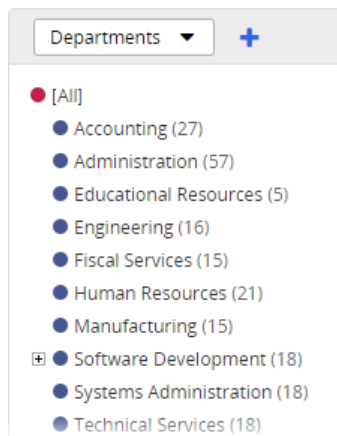 Departments
[All]
Accounting (27)
Administration (57)
Educational Resources (5)
Engineering (16)
Fiscal Services (15)
Human Resources (21)
Manufacturing (15)
Software Development (18)
Systems Administration (18)
Technical Services (18)